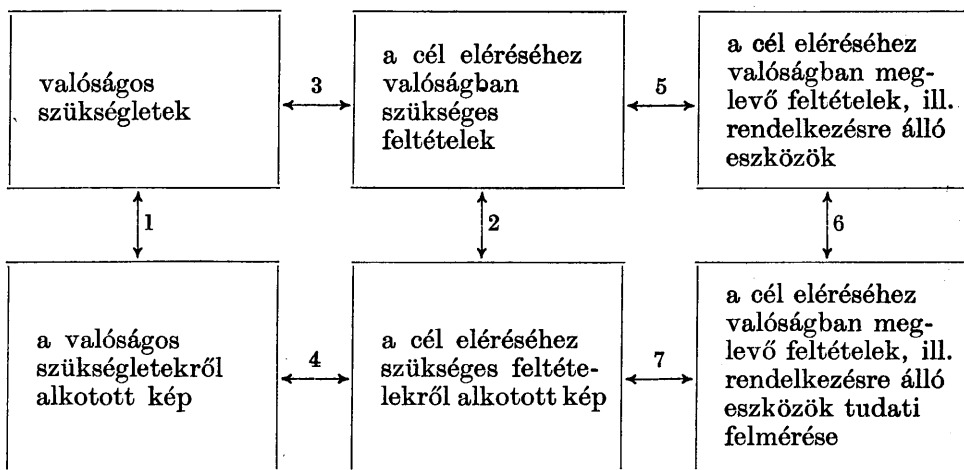 valóságos
szükségletek
3
a cél eléréséhez
valóságban
szükséges
feltételek
5
a cél eléréséhez
valóságban meg-
levő feltételek, ill.
rendelkezésre álló
eszközök
1
2
6
a valóságos
szükségletekről
alkotott kép
4
a cél eléréséhez
szükséges feltéte-
lekről alkotott kép
7
a cél eléréséhez
valóságban meg-
levő feltételek, ill.
rendelkezésre álló
eszközök tudati
felmérése